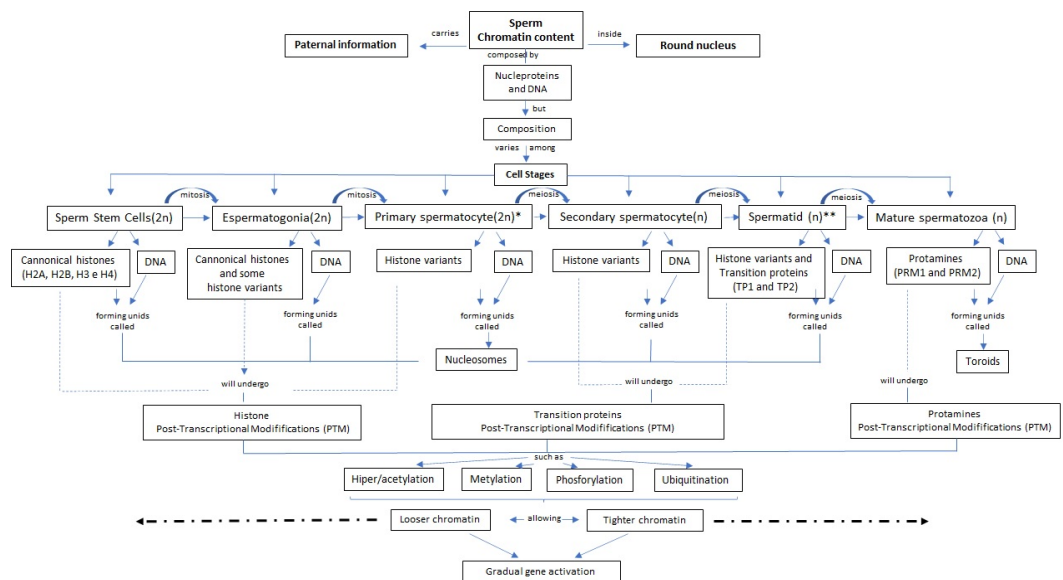 Sperm
Chromatin content
carries
inside
Paternal information
Round nucleus
composed by
Nucleproteins
and DNA
but
Composition
varies among
Cell Stages
mitosis
mitosis
meiosis
meiosis
meiosis
Sperm Stem Cells(2n)
Espermatogonia(2n)
Primary spermatocyte(2n)*
Secondary spermatocyte(n)
Spermatid (n)**
Mature spermatozoa (n)
Cannonical histones
(H2A, H2B, H3 e H4)
DNA
Cannonical histones
and some
histone variants
DNA
Histone variants
DNA
Histone variants
DNA
Histone variants and
Transition proteins
(TP1 and TP2)
DNA
Protamines
(PRM1 and PRM2)
DNA
forming unids
called
forming unids
called
forming unids
called
forming unids
called
forming unids
called
forming unids
called
Nucleosomes
Toroids
will undergo
will undergo
will undergo
Histone
Post-Transcriptional Modififications (PTM)
Transition proteins
Post-Transcriptional Modififications (PTM)
Protamines
Post-Transcriptional Modififications (PTM)
such as
Hiper/acetylation
Metylation
Phosforylation
Ubiquitination
Looser chromatin
allowing
Tighter chromatin
Gradual gene activation